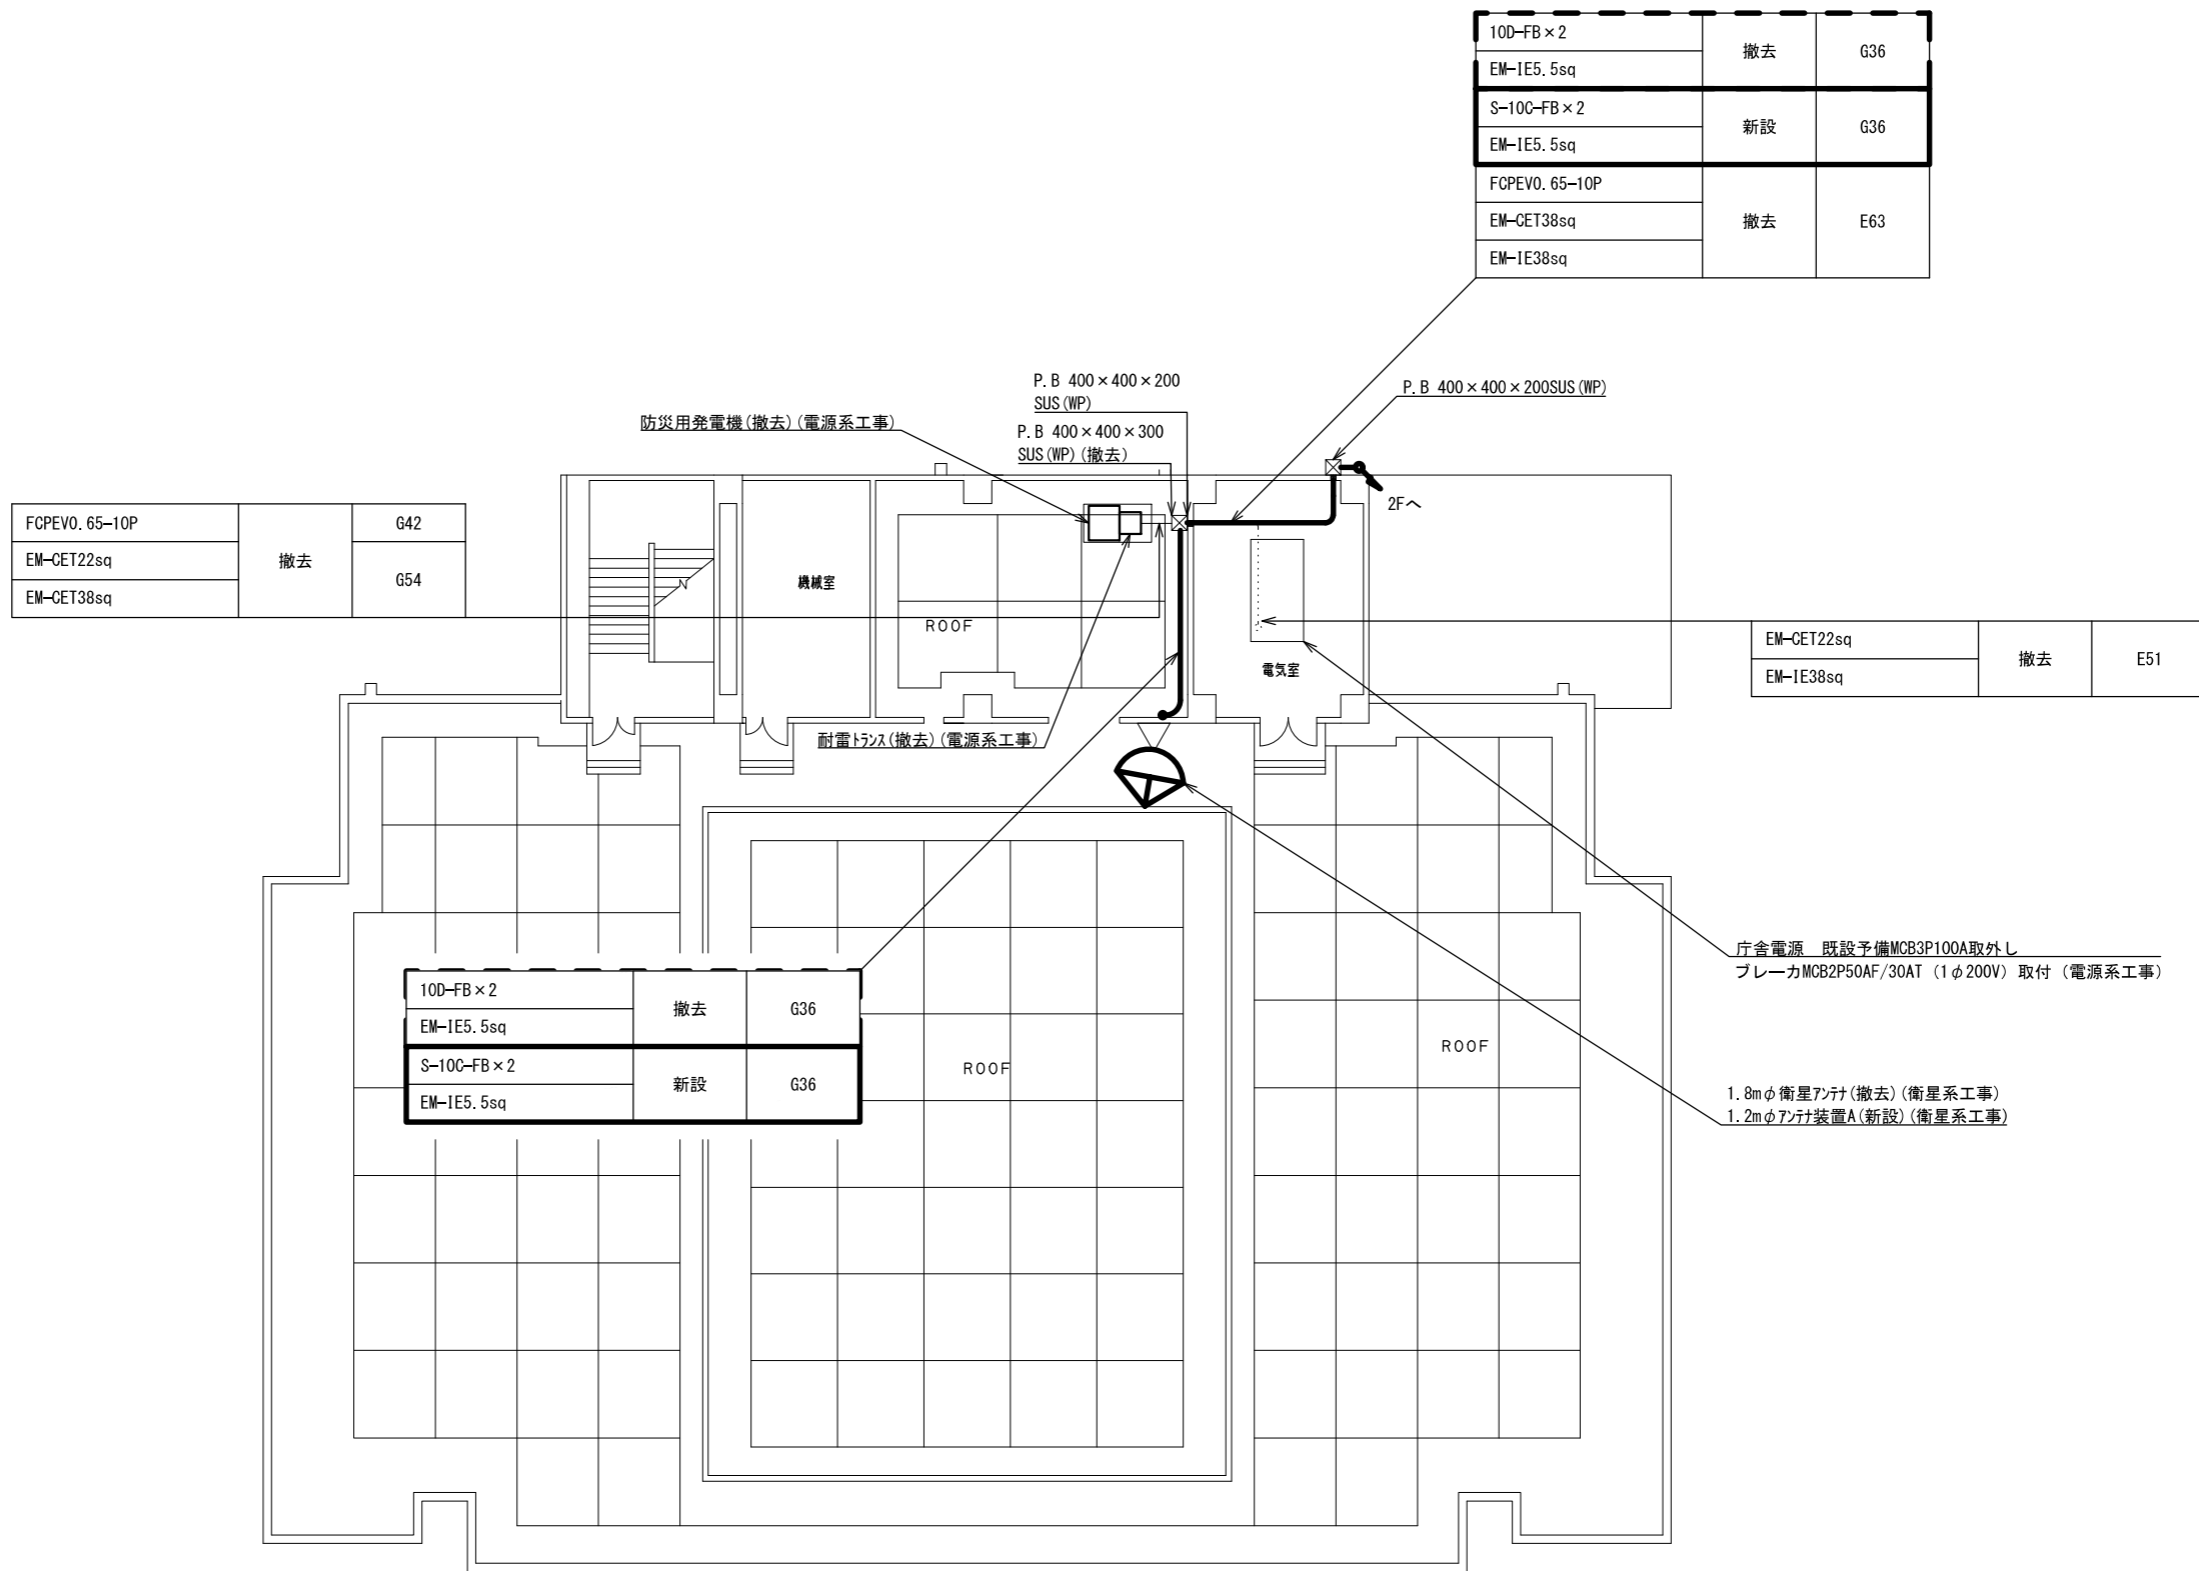 10D-FB×2
撤去
G36
EM-IE5.5sq
S-10C-FB×2
新設
G36
EM-IE5.5sq
FCPEV0.65-10P
EM-CET38sq
撤去
E63
EM-IE38sq
P.B 400×400×200
SUS(WP)
P.B 400×400×200SUS(WP)
防災用発電機(撤去)(電源系工事)
P.B 400×400×300
SUS(WP)(撤去)
2Fへ
FCPEV0.65-10P
G42
EM-CET22sq
撤去
G54
EM-CET38sq
N
機械室
ROOF
電気室
EM-CET22sq
撤去
E51
EM-IE38sq
耐雷トランス(撤去)(電源系工事)
庁舎電源 既設予備MCB3P100A取外し
ブレーカMCB2P50AF/30AT (1φ200V) 取付 (電源系工事)
10D-FB×2
撤去
G36
EM-IE5.5sq
S-10C-FB×2
新設
G36
EM-IE5.5sq
ROOF
ROOF
1.8mφ衛星アンテナ(撤去)(衛星系工事)
1.2mφアンテナ装置A(新設)(衛星系工事)